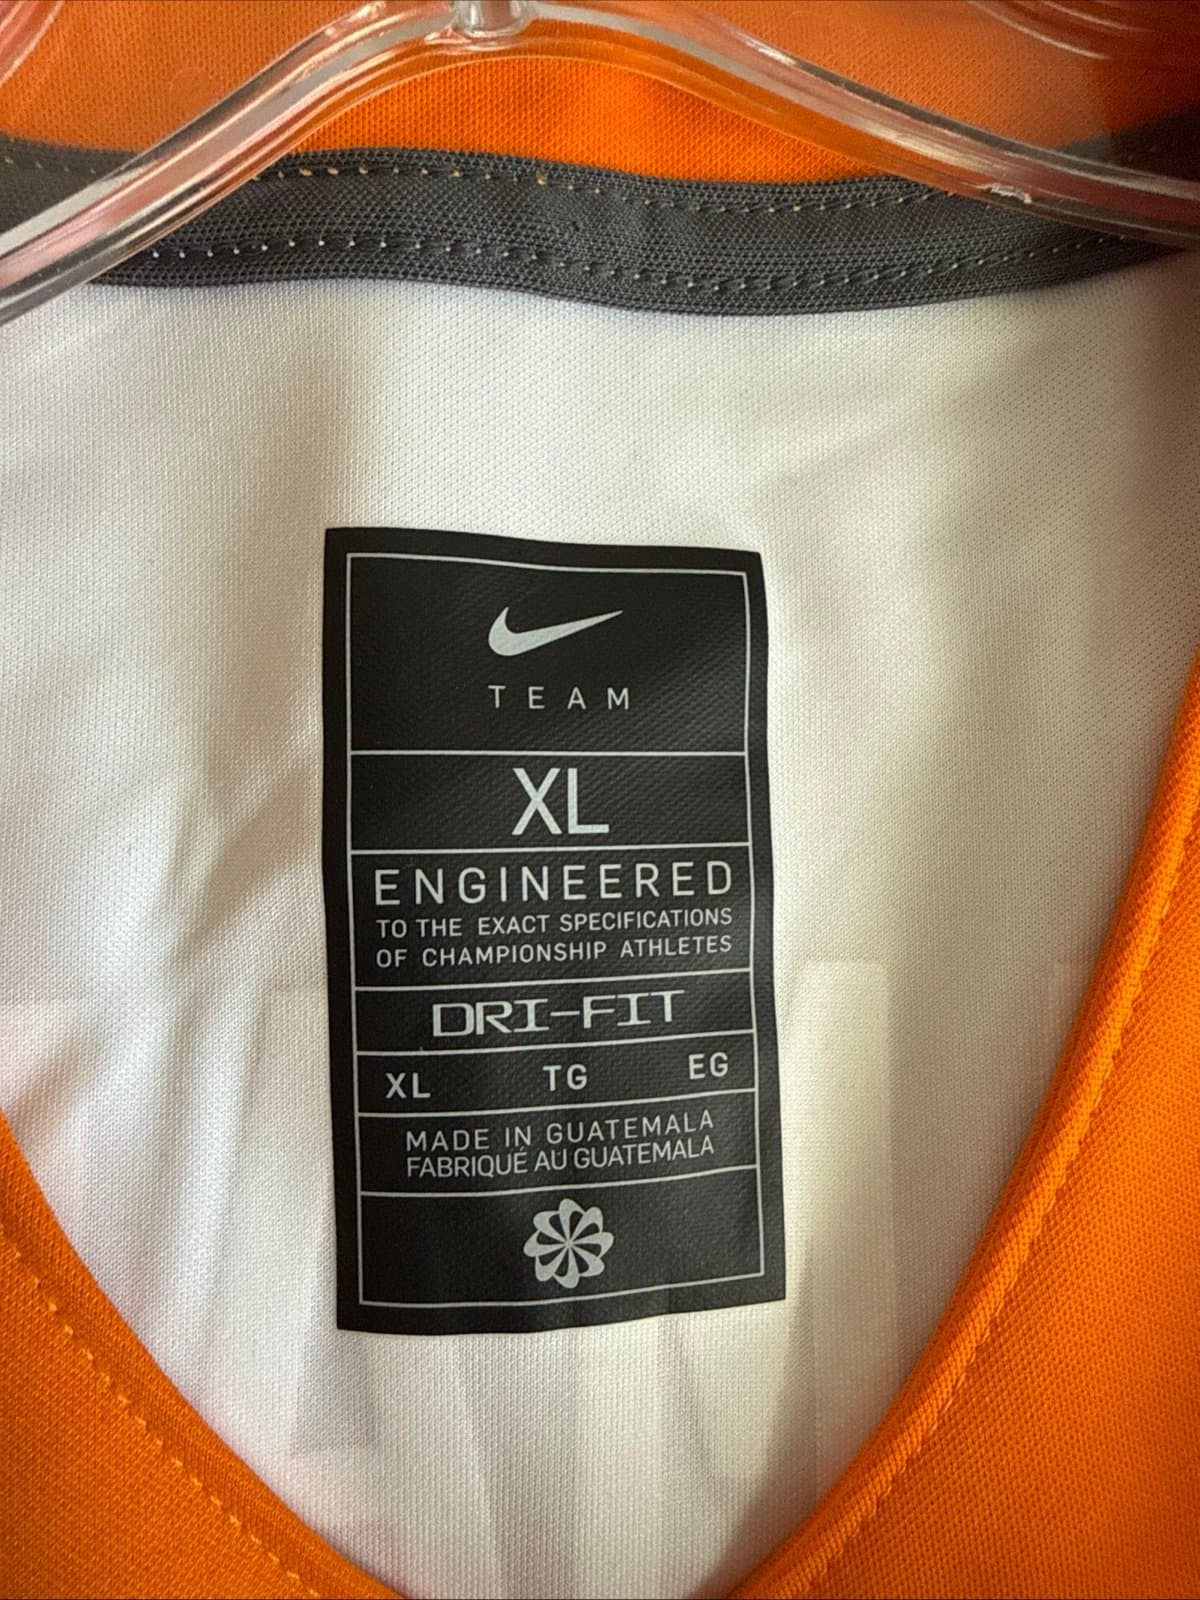 TEAM
XL
ENGINEERED
TO THE EXACT SPECIFICATIONS
OF CHAMPIONSHIP ATHLETES
DRI-FIT
XL TG EG
MADE IN GUATEMALA
FABRIQUÉ AU GUATEMALA